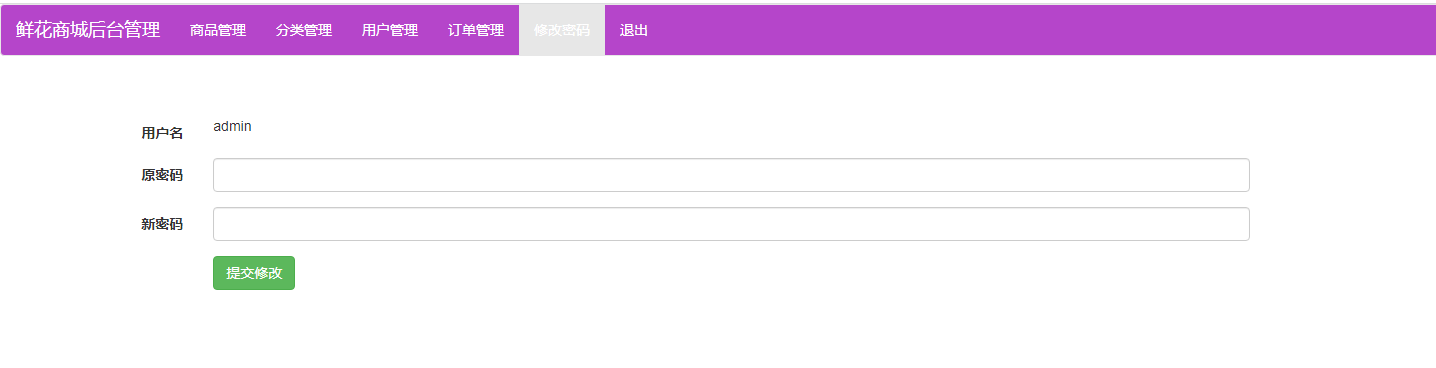 鲜花商城后台管理 商品管理 分类管理 用户管理 订单管理 修改密码 退出
用户名 admin
原密码
新密码
提交修改